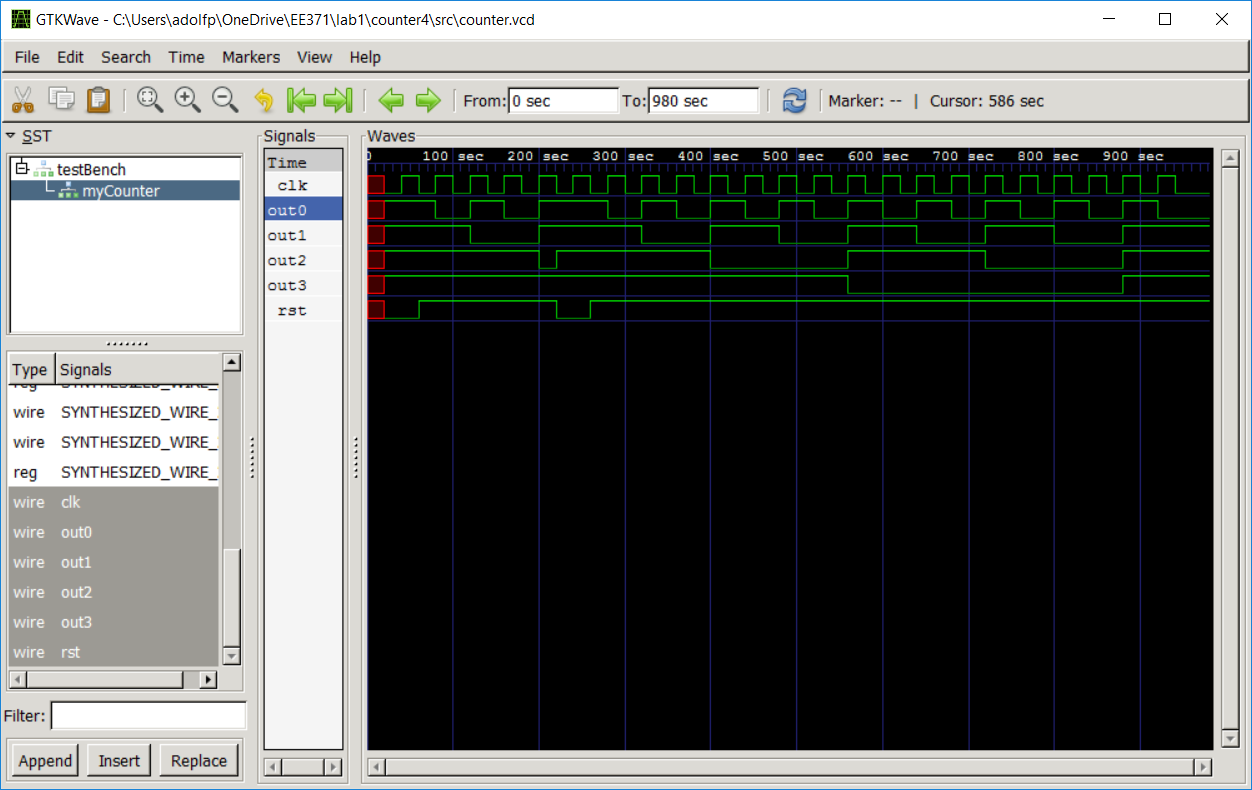 GTKWave - C:\Users\adolfp\OneDrive\EE371\lab1\counter4\src\counter.vcd
File Edit Search Time Markers View Help
From: 0 sec To: 980 sec Marker: -- | Cursor: 586 sec
SST
testBench
myCounter
Type Signals
reg SYNTHESIZED_WIRE_
wire SYNTHESIZED_WIRE_
wire SYNTHESIZED_WIRE_
reg SYNTHESIZED_WIRE_
wire clk
wire out0
wire out1
wire out2
wire out3
wire rst
Filter:
Append Insert Replace
Signals
Time
clk
out0
out1
out2
out3
rst
Waves
0 100 sec 200 sec 300 sec 400 sec 500 sec 600 sec 700 sec 800 sec 900 sec